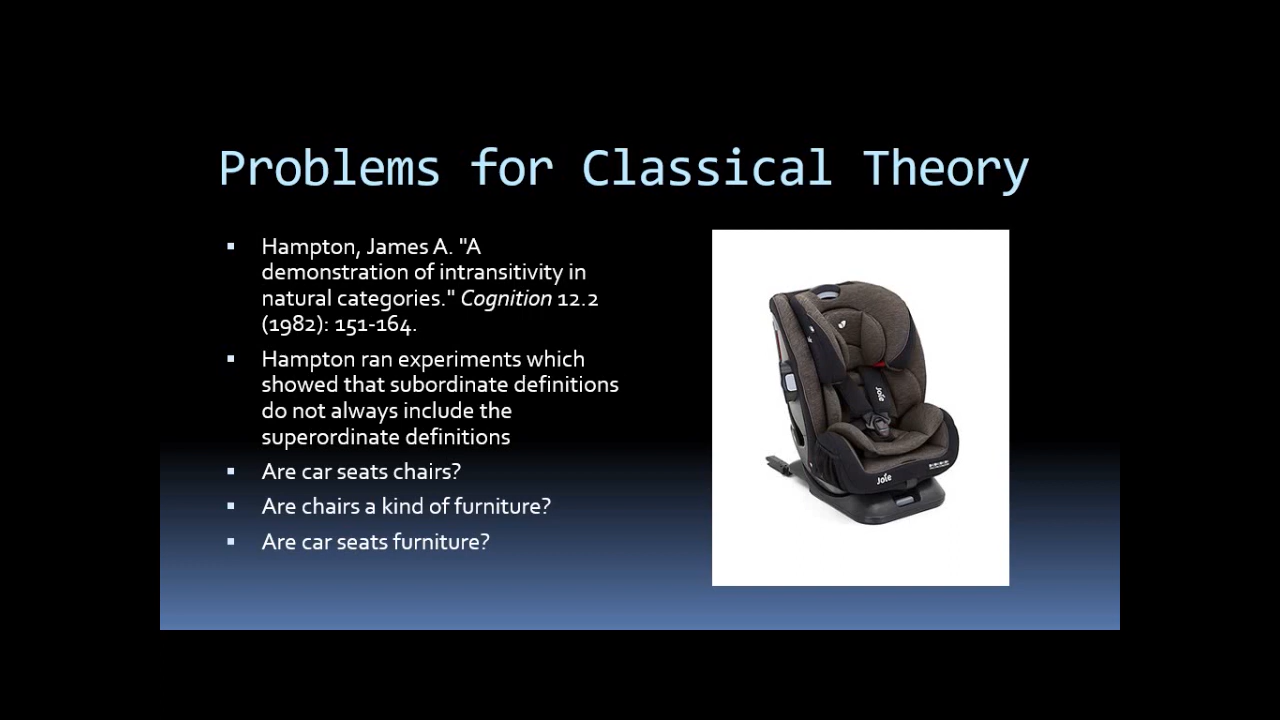 Problems for Classical Theory
Hampton, James A. "A
demonstration of intransitivity in
natural categories." Cognition 12.2
(1982): 151-164.
Hampton ran experiments which
showed that subordinate definitions
do not always include the
superordinate definitions
Are car seats chairs?
Are chairs a kind of furniture?
Are car seats furniture?
Joie
Joie